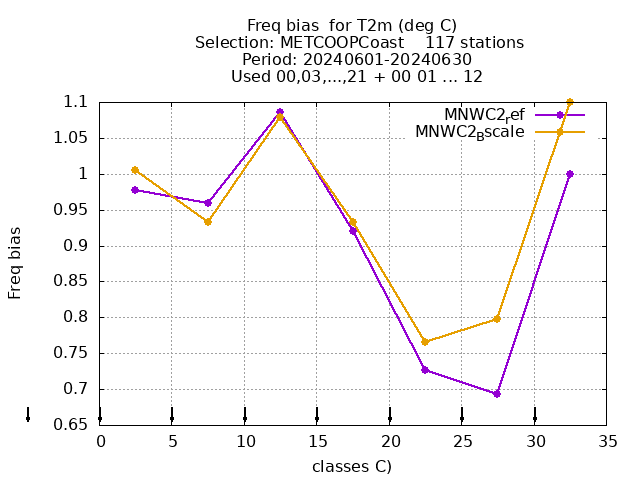 Freq bias  for T2m (deg C)
Selection: METCOOPCoast    117 stations
Period: 20240601-20240630
Used 00,03,...,21 + 00 01 ... 12
MNWC2_ref
MNWC2_Bscale
1.1
1.05
1
0.95
0.9
0.85
0.8
0.75
0.7
0.65
Freq bias
0 5 10 15 20 25 30 35
classes C)